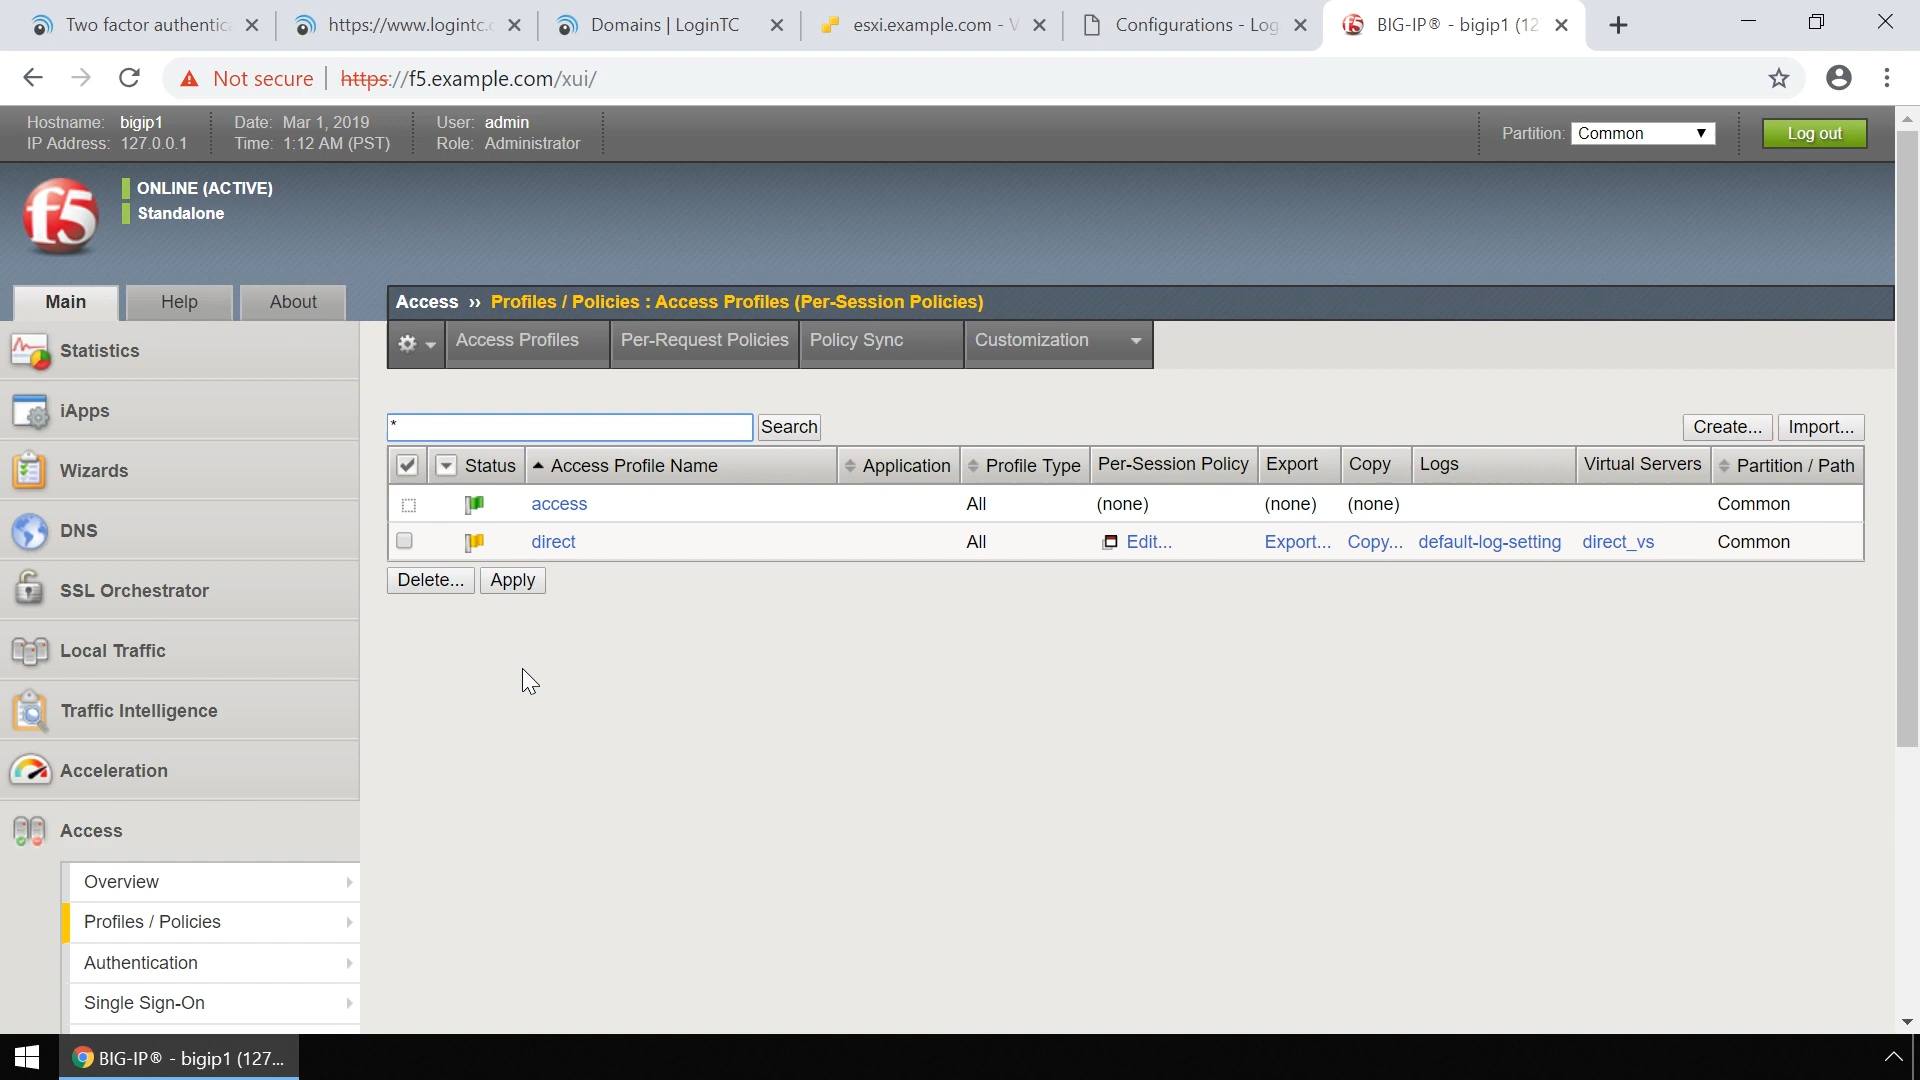 Two factor authentic
https://www.logintc.c
Domains | LoginTC
esxi.example.com - V
Configurations - Log
BIG-IP® - bigip1 (12
Not secure
https://f5.example.com/xui/
Hostname: bigip1
IP Address: 127.0.0.1
Date: Mar 1, 2019
Time: 1:12 AM (PST)
User: admin
Role: Administrator
Partition: Common
Log out
f5
ONLINE (ACTIVE)
Standalone
Main
Help
About
Access ›› Profiles / Policies : Access Profiles (Per-Session Policies)
Access Profiles
Per-Request Policies
Policy Sync
Customization
Statistics
iApps
Wizards
DNS
SSL Orchestrator
Local Traffic
Traffic Intelligence
Acceleration
Access
Overview
Profiles / Policies
Authentication
Single Sign-On
*
Search
Create...
Import...
Status Access Profile Name Application Profile Type Per-Session Policy Export Copy Logs Virtual Servers Partition / Path
access All (none) (none) (none) Common
direct All Edit... Export... Copy... default-log-setting direct_vs Common
Delete...
Apply
BIG-IP® - bigip1 (127...